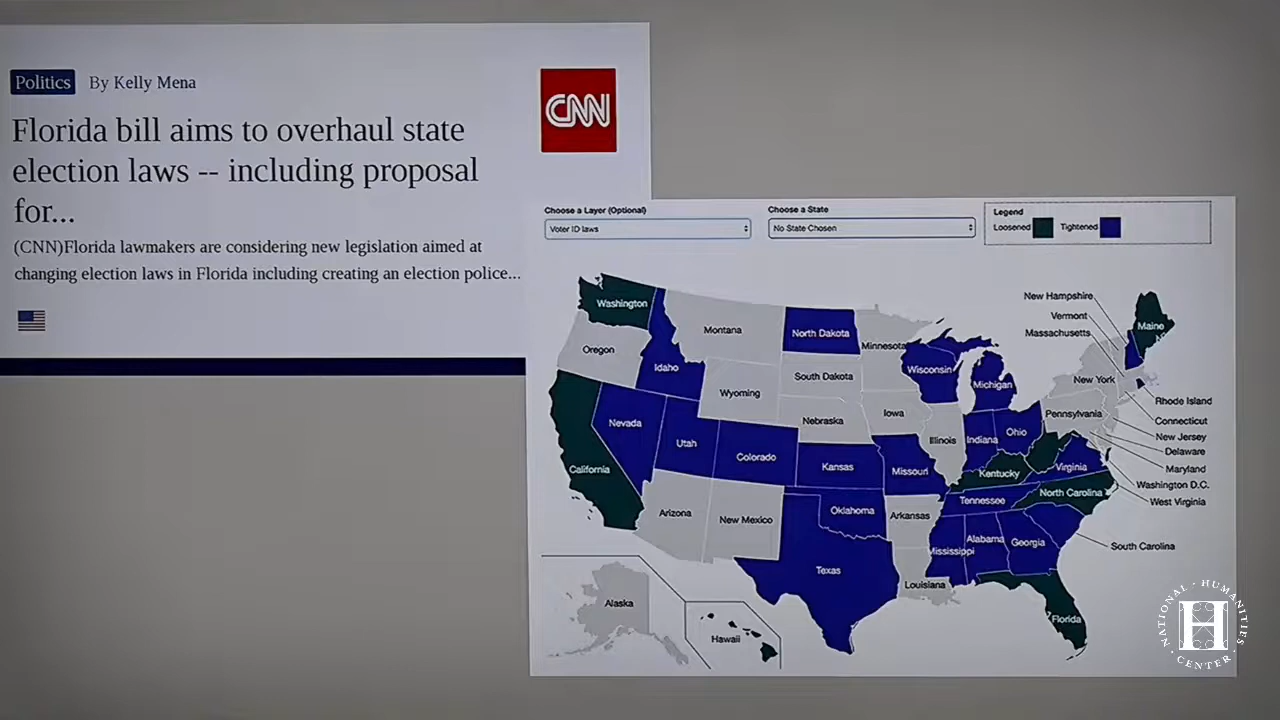 Politics By Kelly Mena
CNN
Florida bill aims to overhaul state
election laws -- including proposal
for...
(CNN)Florida lawmakers are considering new legislation aimed at
changing election laws in Florida including creating an election police...
Choose a Layer (Optional)
Voter ID laws
Choose a State
No State Chosen
Legend
Loosened
Tightened
Washington
Oregon
Idaho
Montana
Wyoming
North Dakota
South Dakota
Nebraska
Minnesota
Wisconsin
Michigan
Iowa
Illinois
Indiana
Ohio
Pennsylvania
New York
Maine
New Hampshire
Vermont
Massachusetts
Rhode Island
Connecticut
New Jersey
Delaware
Maryland
Washington D.C.
West Virginia
South Carolina
California
Nevada
Utah
Colorado
Kansas
Missouri
Kentucky
Virginia
North Carolina
Tennessee
Arizona
New Mexico
Oklahoma
Arkansas
Texas
Louisiana
Mississippi
Alabama
Georgia
Florida
Alaska
Hawaii
NATIONAL · HUMANITIES · CENTER ·
H